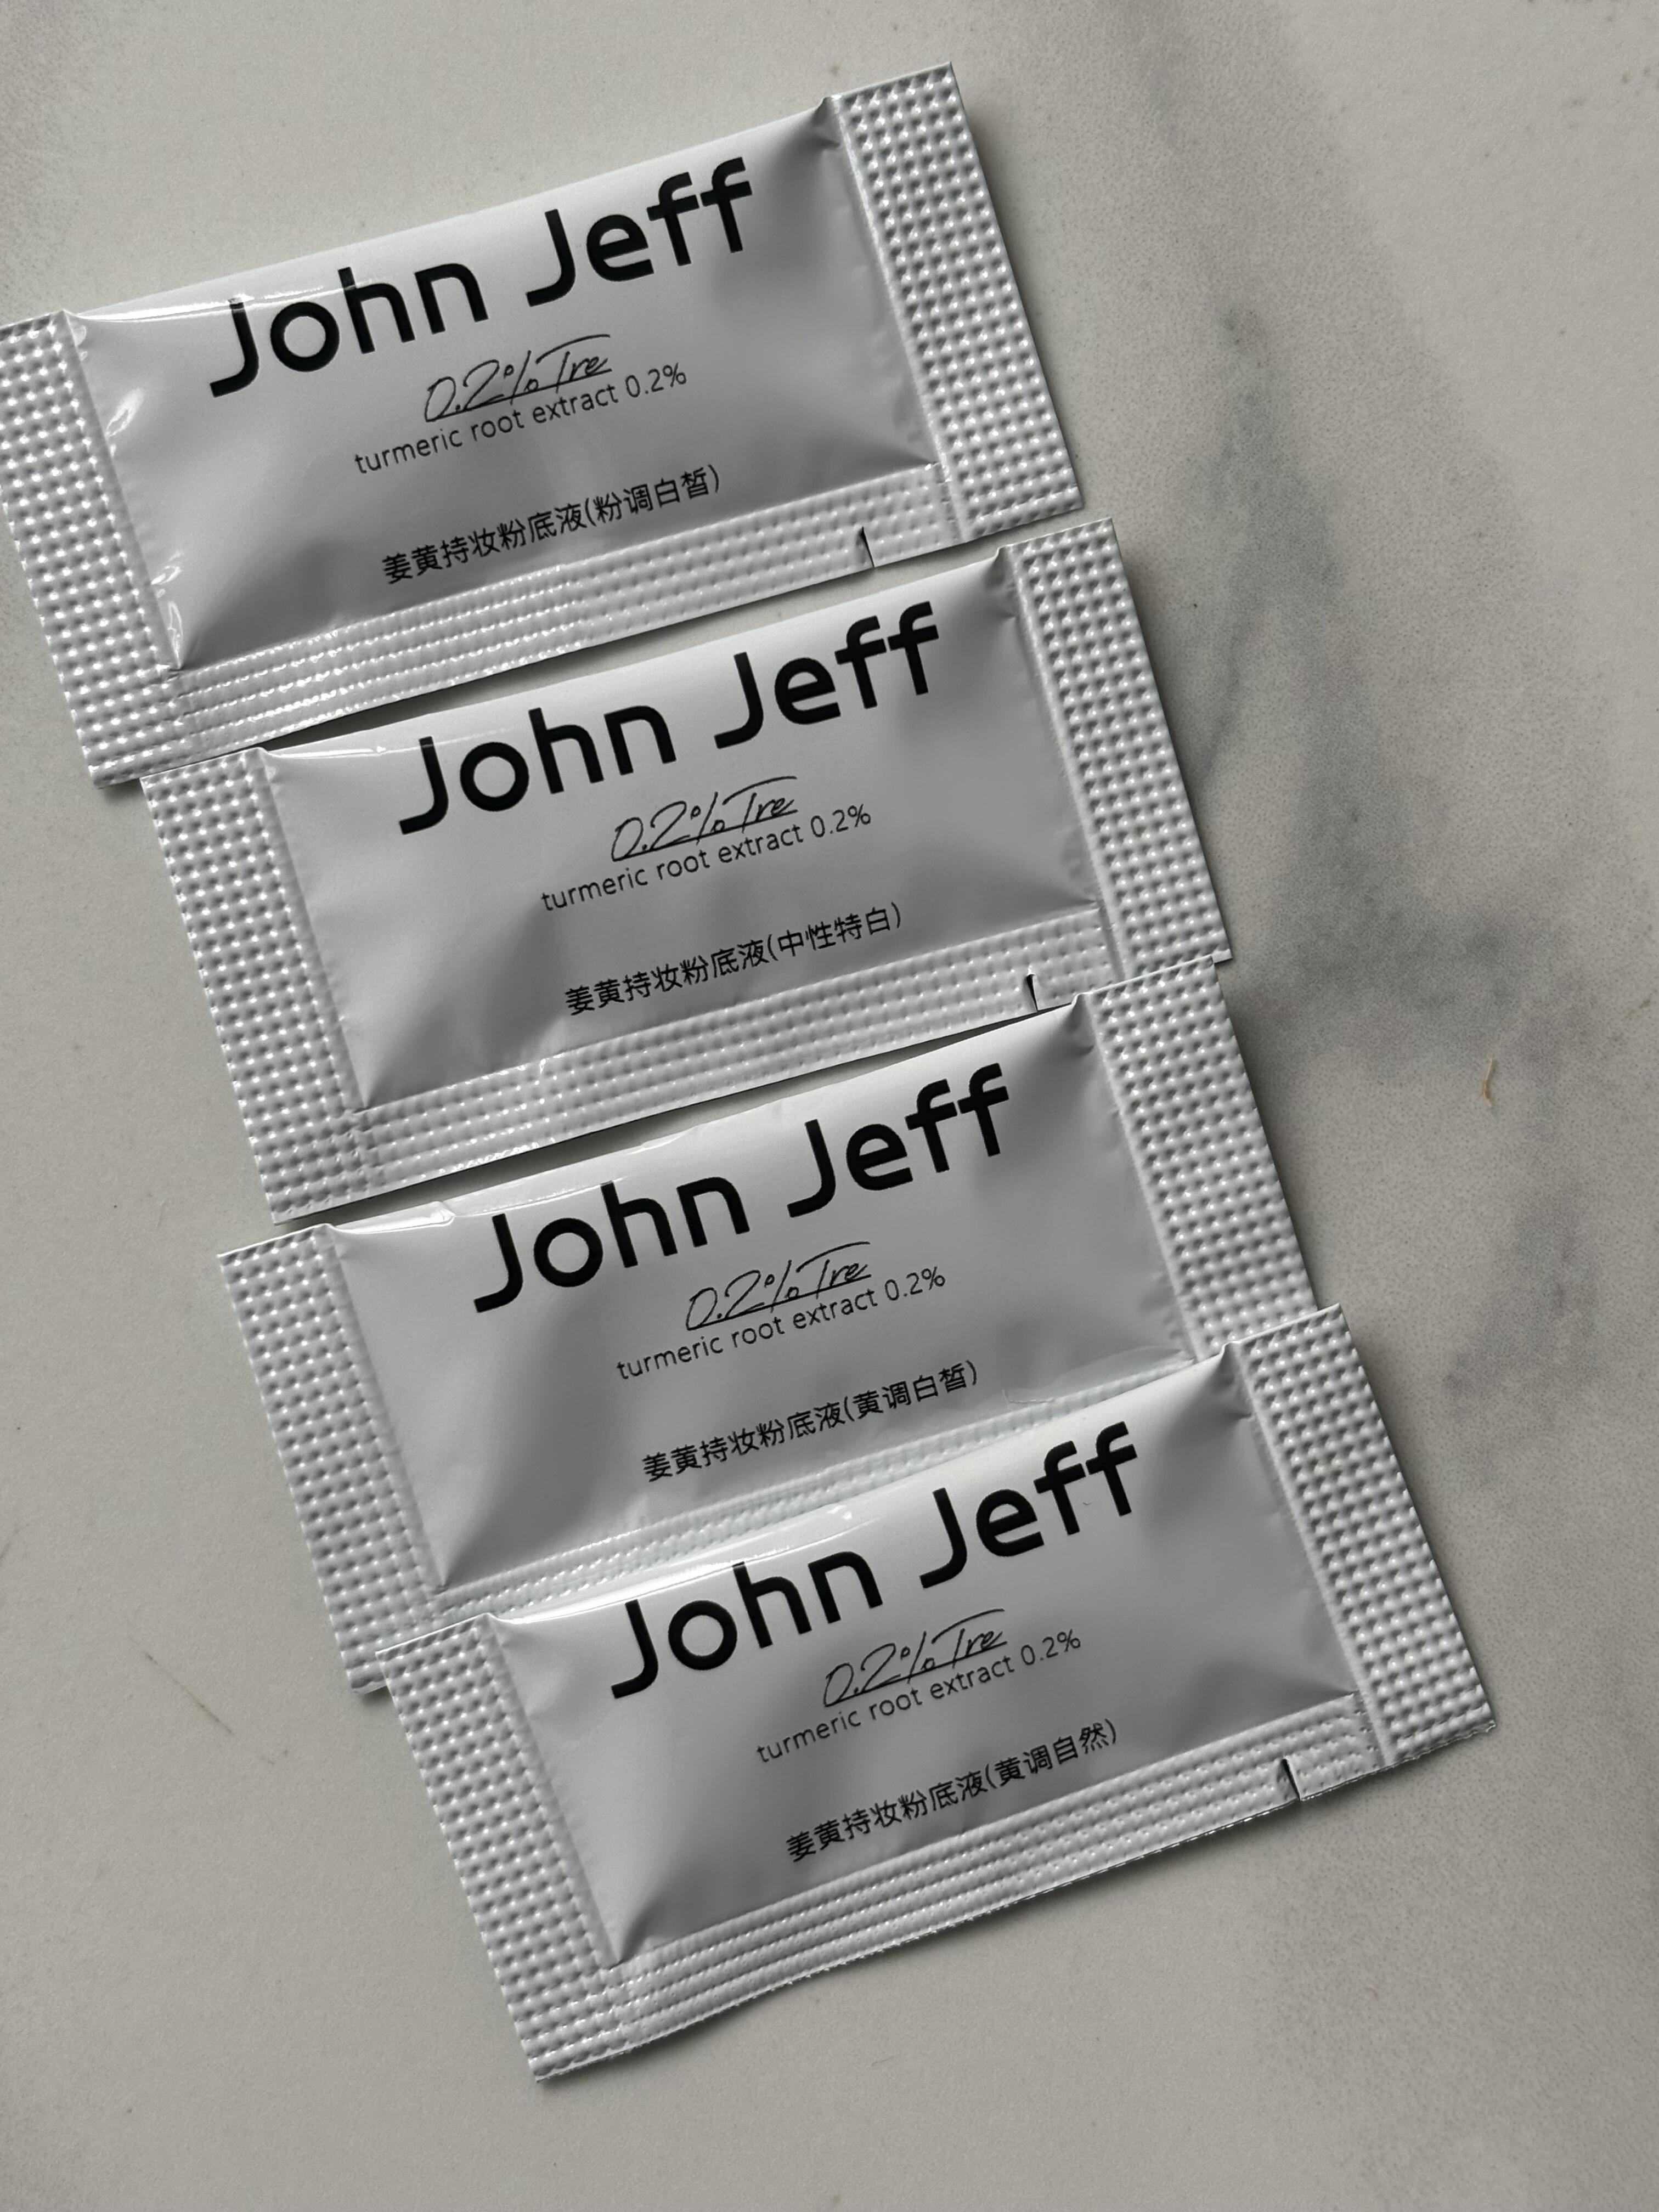 John Jeff
0.2%Tre
turmeric root extract 0.2%
姜黄持妆粉底液(粉调白皙)
John Jeff
0.2%Tre
turmeric root extract 0.2%
姜黄持妆粉底液(中性特白)
John Jeff
0.2%Tre
turmeric root extract 0.2%
姜黄持妆粉底液(黄调白皙)
John Jeff
0.2%Tre
turmeric root extract 0.2%
姜黄持妆粉底液(黄调自然)